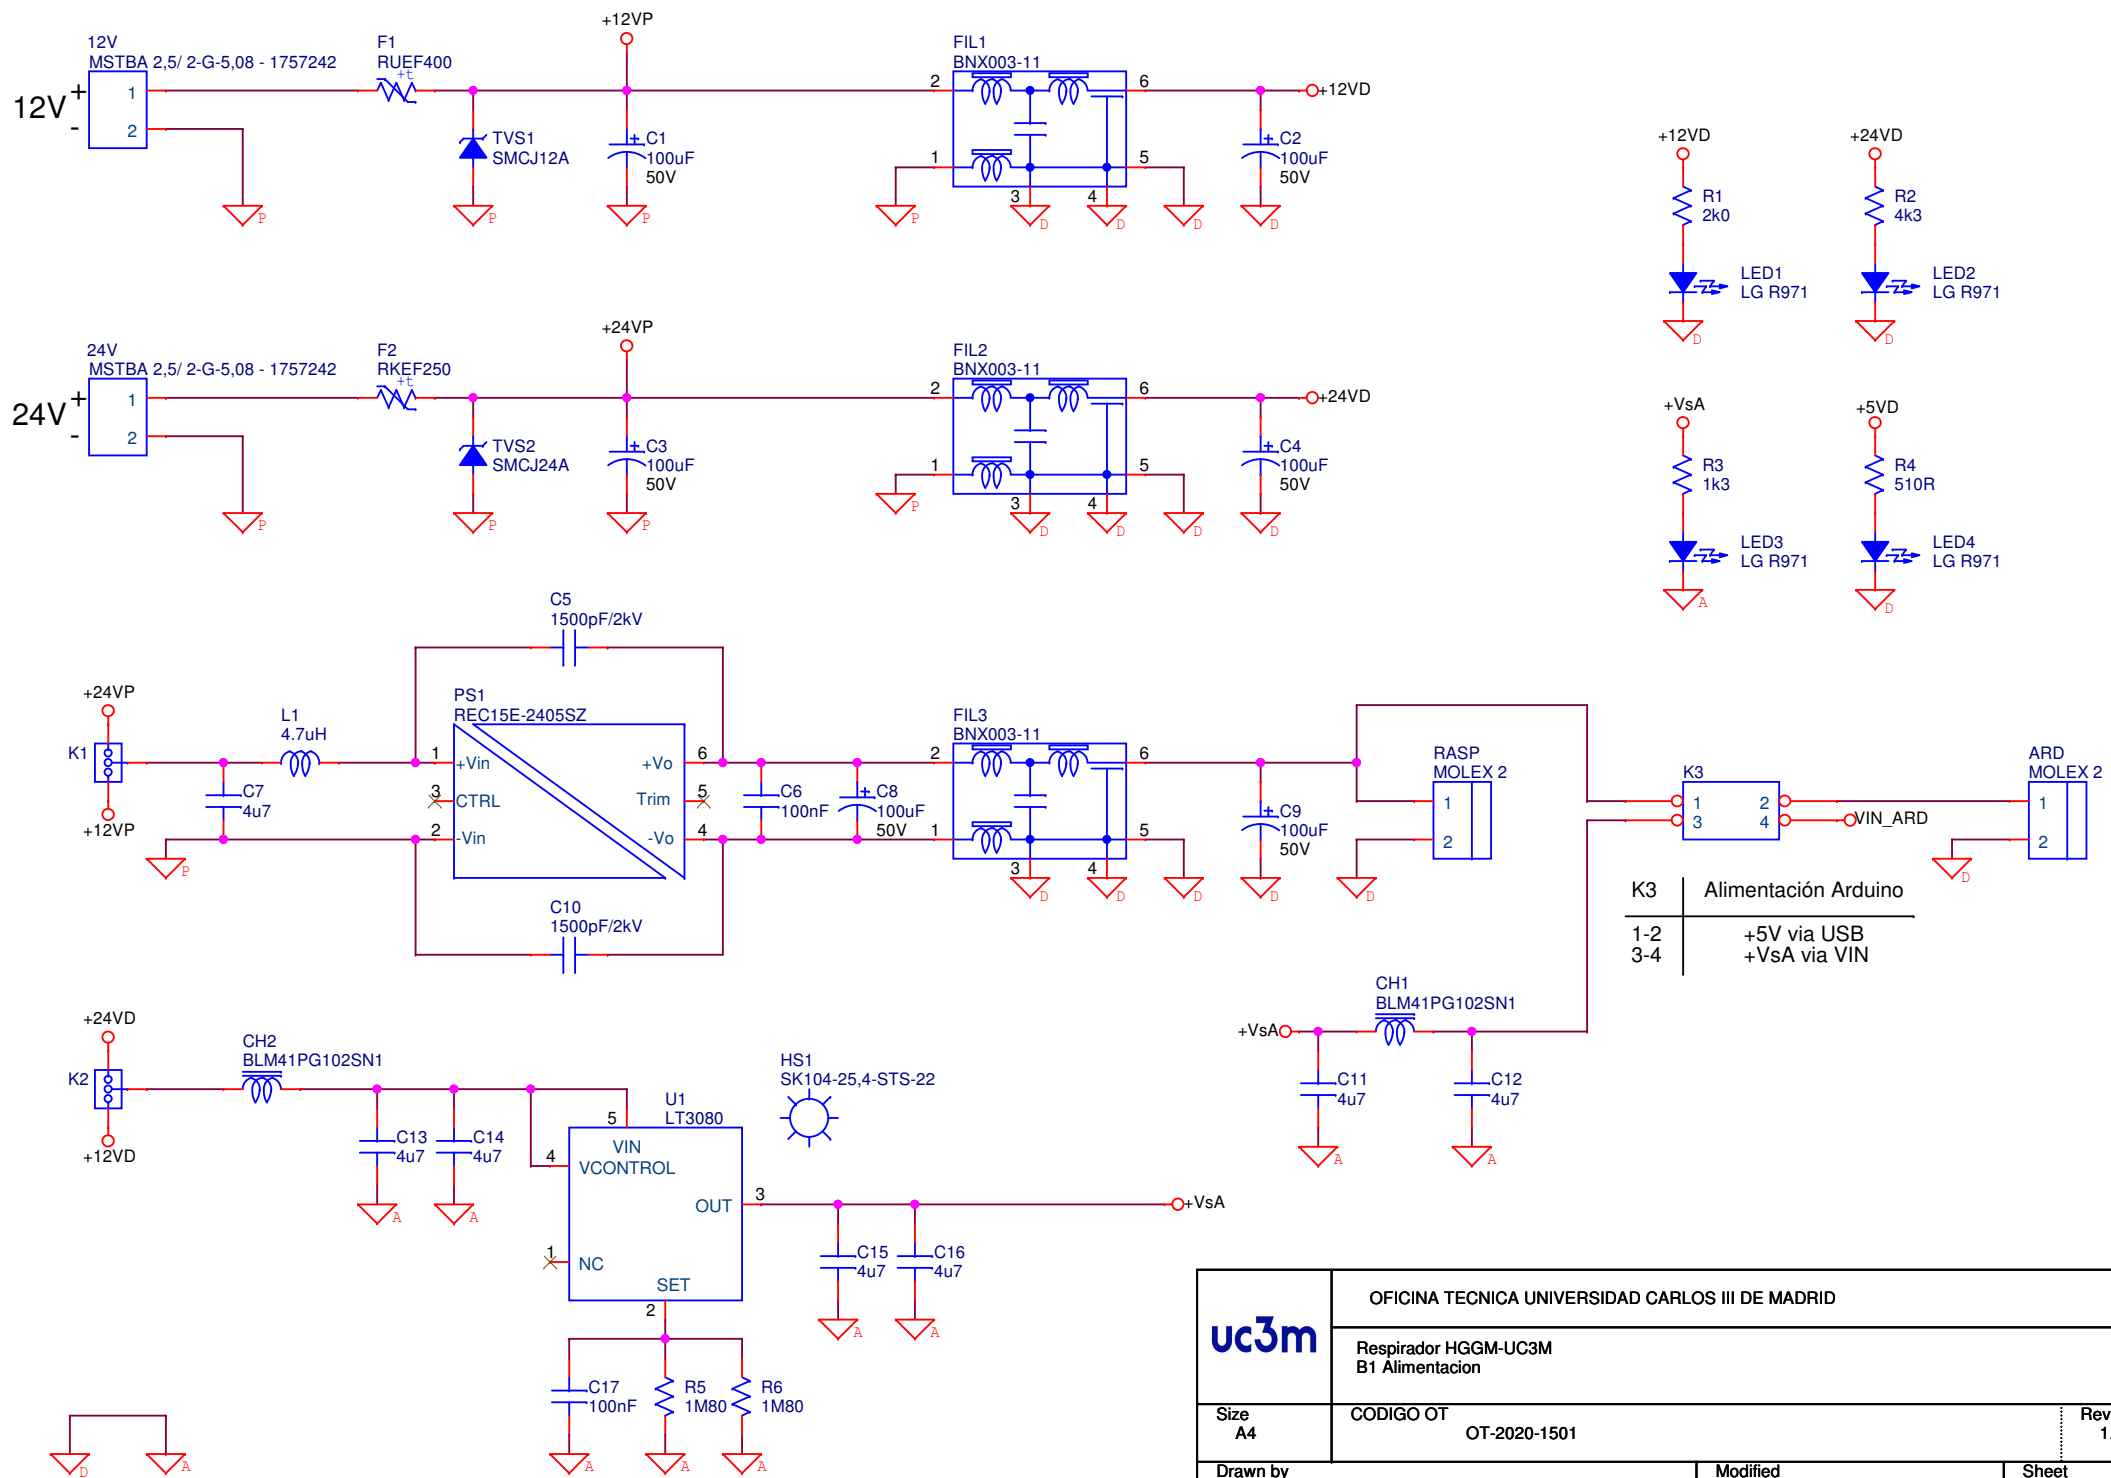 12V
MSTBA 2,5/ 2-G-5,08 - 1757242
12V
+
-
1
2
F1
RUEF400
+t
+12VP
TVS1
SMCJ12A
C1
100uF
50V
FIL1
BNX003-11
2
1
6
5
3
4
C2
100uF
50V
+12VD
P
P
P
P
D
D
D
D
+12VD
R1
2k0
LED1
LG R971
D
+24VD
R2
4k3
LED2
LG R971
D
24V
MSTBA 2,5/ 2-G-5,08 - 1757242
24V
+
-
1
2
F2
RKEF250
+t
+24VP
TVS2
SMCJ24A
C3
100uF
50V
FIL2
BNX003-11
2
1
6
5
3
4
C4
100uF
50V
+24VD
P
P
P
P
D
D
D
D
+VsA
R3
1k3
LED3
LG R971
A
+5VD
R4
510R
LED4
LG R971
D
C5
1500pF/2kV
+24VP
K1
+12VP
L1
4.7uH
C7
4u7
P
PS1
REC15E-2405SZ
1
+Vin
3
CTRL
2
-Vin
6
+Vo
5
Trim
4
-Vo
C6
100nF
C8
100uF
50V
C10
1500pF/2kV
FIL3
BNX003-11
2
1
6
5
3
4
D
D
D
C9
100uF
50V
D
RASP
MOLEX 2
1
2
D
K3
1
3
2
4
VIN_ARD
ARD
MOLEX 2
1
2
D
K3 Alimentación Arduino
1-2 +5V via USB
3-4 +VsA via VIN
CH1
BLM41PG102SN1
+VsA
C11
4u7
C12
4u7
A
A
+24VD
K2
+12VD
CH2
BLM41PG102SN1
C13
4u7
C14
4u7
A
A
U1
LT3080
5
VIN
4
VCONTROL
OUT
3
1
NC
SET
2
HS1
SK104-25,4-STS-22
+VsA
C15
4u7
C16
4u7
A
A
C17
100nF
R5
1M80
R6
1M80
A
A
A
D
A
uc3m
OFICINA TECNICA UNIVERSIDAD CARLOS III DE MADRID
Respirador HGGM-UC3M
B1 Alimentacion
Size
A4
CODIGO OT
OT-2020-1501
Rev
1.
Drawn by
Modified
Sheet